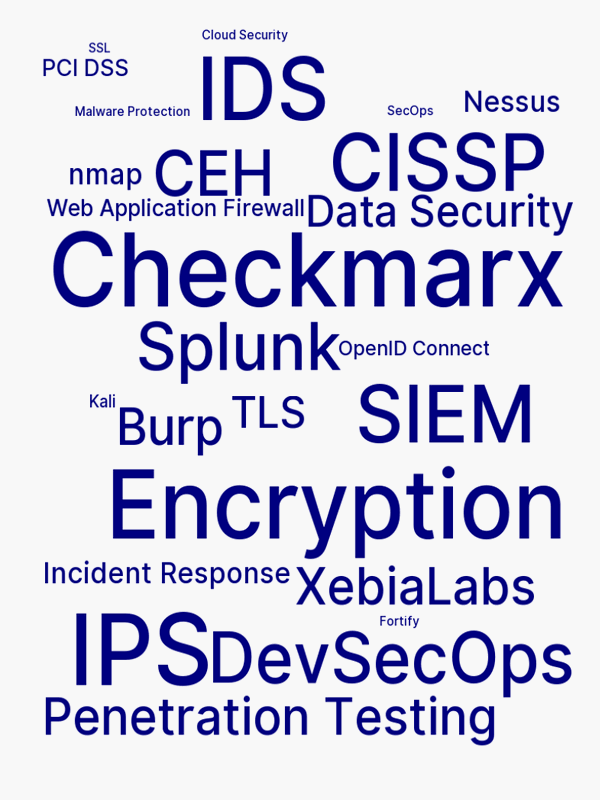 Cloud Security
SSL
PCI DSS
IDS
Nessus
Malware Protection
SecOps
CISSP
nmap
CEH
Web Application Firewall
Data Security
Checkmarx
Splunk
OpenID Connect
Kali
Burp
TLS
SIEM
Encryption
Incident Response
XebiaLabs
IPS
Fortify
DevSecOps
Penetration Testing